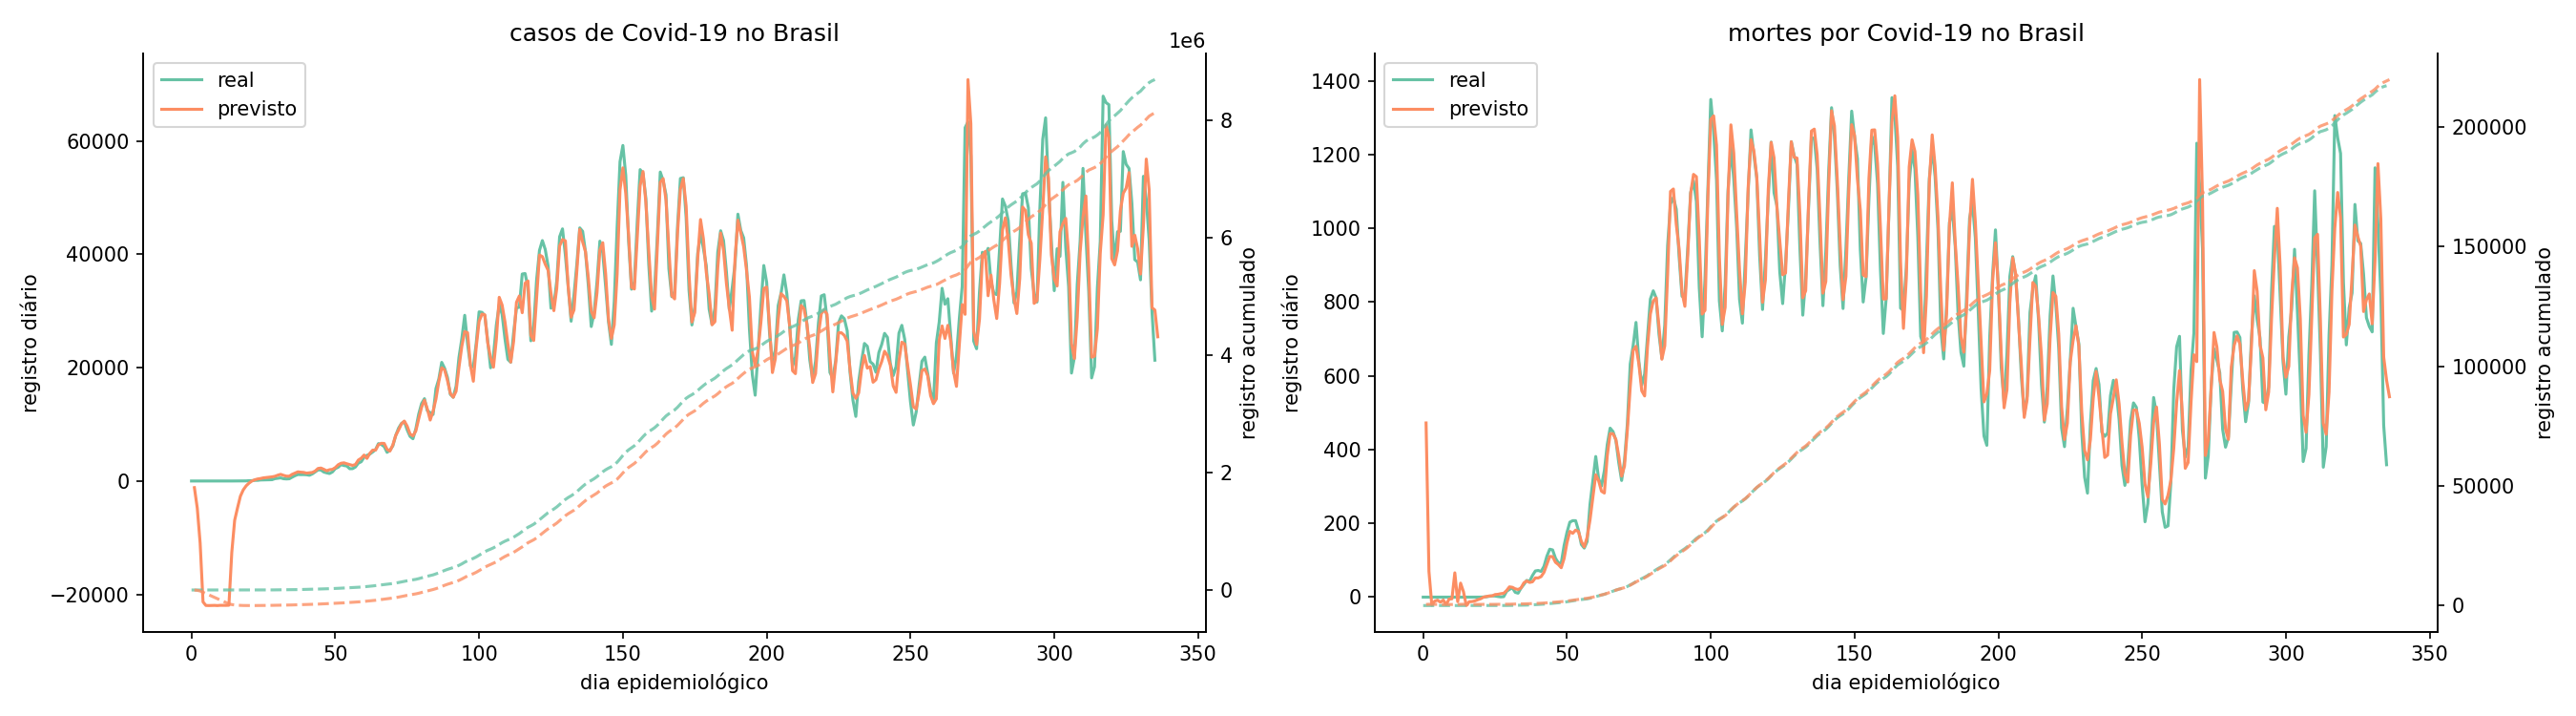 casos de Covid-19 no Brasil
1e6
real
previsto
60000
40000
20000
0
−20000
8
6
4
2
0
registro diário
registro acumulado
0 50 100 150 200 250 300 350
dia epidemiológico
mortes por Covid-19 no Brasil
real
previsto
1400
1200
1000
800
600
400
200
0
200000
150000
100000
50000
0
registro diário
registro acumulado
0 50 100 150 200 250 300 350
dia epidemiológico